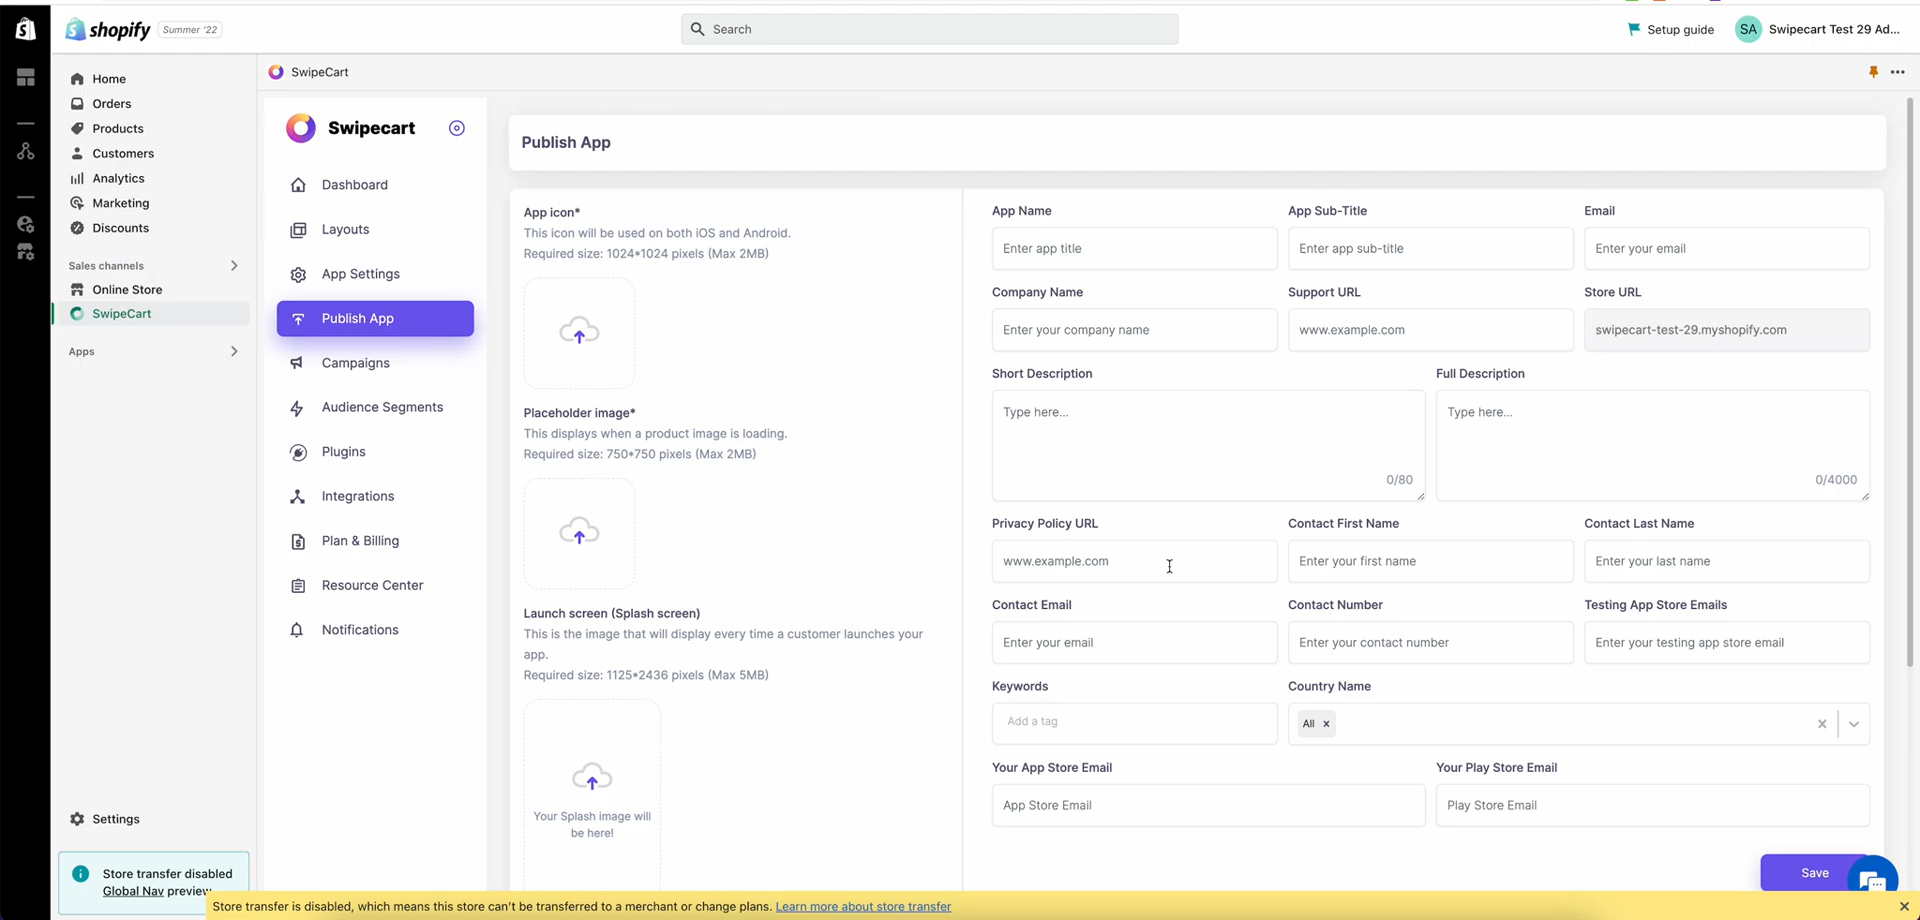 shopify
Summer '22
Search
Setup guide
SA
Swipecart Test 29 Ad...
Home
Orders
Products
Customers
Analytics
Marketing
Discounts
Sales channels
Online Store
SwipeCart
Apps
Settings
Store transfer disabled
Global Nav preview
SwipeCart
Swipecart
Dashboard
Layouts
App Settings
Publish App
Campaigns
Audience Segments
Plugins
Integrations
Plan & Billing
Resource Center
Notifications
Publish App
App icon*
This icon will be used on both iOS and Android.
Required size: 1024*1024 pixels (Max 2MB)
Placeholder image*
This displays when a product image is loading.
Required size: 750*750 pixels (Max 2MB)
Launch screen (Splash screen)
This is the image that will display every time a customer launches your
app.
Required size: 1125*2436 pixels (Max 5MB)
Your Splash image will
be here!
App Name
App Sub-Title
Email
Enter app title
Enter app sub-title
Enter your email
Company Name
Support URL
Store URL
Enter your company name
www.example.com
swipecart-test-29.myshopify.com
Short Description
Full Description
Type here...
Type here...
0/80
0/4000
Privacy Policy URL
Contact First Name
Contact Last Name
www.example.com
Enter your first name
Enter your last name
Contact Email
Contact Number
Testing App Store Emails
Enter your email
Enter your contact number
Enter your testing app store email
Keywords
Country Name
Add a tag
All
Your App Store Email
Your Play Store Email
App Store Email
Play Store Email
Save
Store transfer is disabled, which means this store can't be transferred to a merchant or change plans. Learn more about store transfer